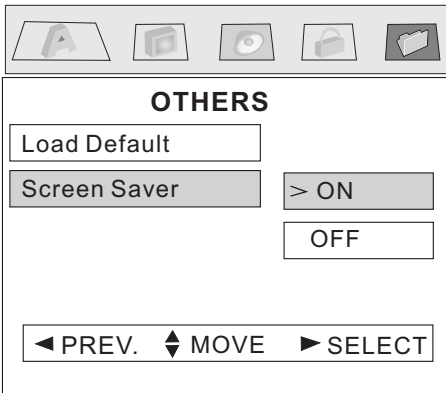 OTHERS
Load Default
Screen Saver
> ON
OFF
◄ PREV. ▲▼ MOVE ► SELECT